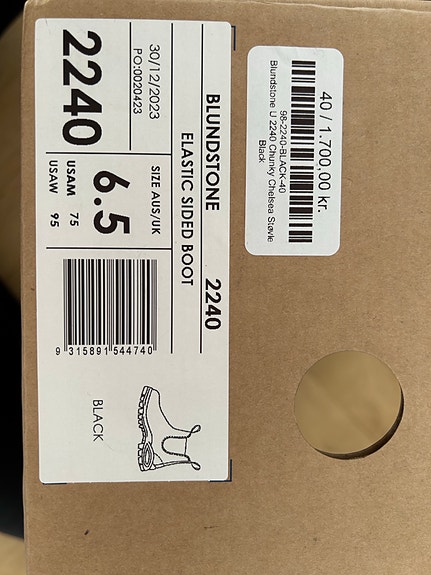 BLUNDSTONE 2240
ELASTIC SIDED BOOT
30/12/2023
PO:0020423
2240
SIZE AUS/UK
6.5
USAM 75
USAW 95
9 315891 544740
BLACK
40 / 1.700,00 kr.
98-2240-BLACK-40
Blundstone U 2240 Chunky Chelsea Støvle
Black